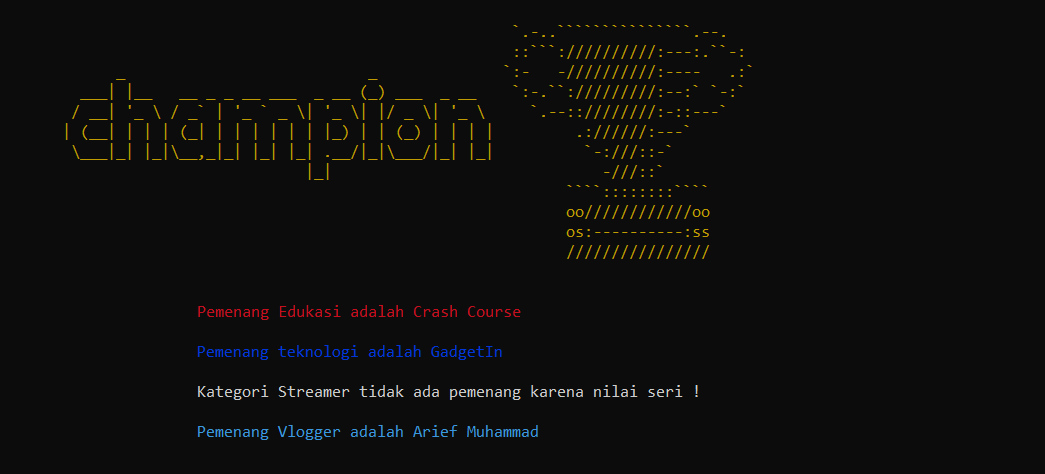 champion
Pemenang Edukasi adalah Crash Course
Pemenang teknologi adalah GadgetIn
Kategori Streamer tidak ada pemenang karena nilai seri !
Pemenang Vlogger adalah Arief Muhammad